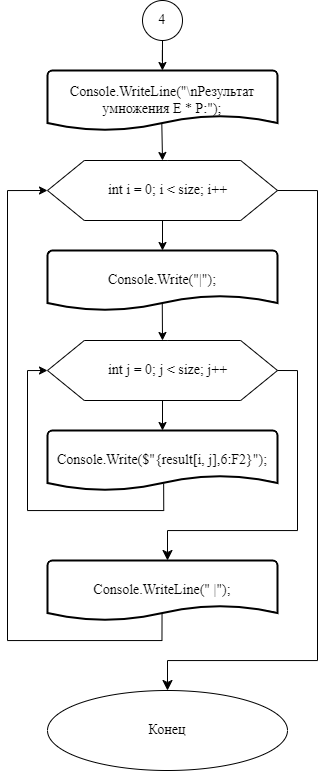 4
Console.WriteLine("\nРезультат
умножения E * P:");
int i = 0; i < size; i++
Console.Write("|");
int j = 0; j < size; j++
Console.Write($"{result[i, j],6:F2}");
Console.WriteLine(" |");
Конец